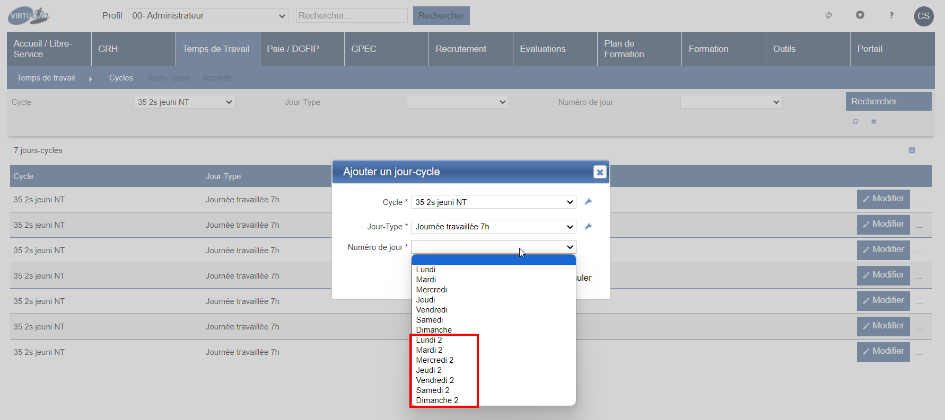 VIRTUALIA
Profil 00- Administrateur Rechercher... Rechercher ? CS
Accueil / Libre-Service GRH Temps de Travail Paie / DGFIP GPEC Recrutement Evaluations Plan de Formation Formation Outils Portail
Temps de travail Cycles Jours-Types Accords
Cycle 35 2s jeuni NT Jour-Type Numéro de jour Rechercher
7 jours-cycles
Cycle Jour-Type
35 2s jeuni NT Journée travaillée 7h Modifier ...
35 2s jeuni NT Journée travaillée 7h Modifier ...
35 2s jeuni NT Journée travaillée 7h Modifier ...
35 2s jeuni NT Journée travaillée 7h Modifier ...
35 2s jeuni NT Journée travaillée 7h Modifier ...
35 2s jeuni NT Journée travaillée 7h Modifier ...
35 2s jeuni NT Journée travaillée 7h Modifier ...
Ajouter un jour-cycle
Cycle * 35 2s jeuni NT
Jour-Type * Journée travaillée 7h
Numéro de jour *
uler
Lundi
Mardi
Mercredi
Jeudi
Vendredi
Samedi
Dimanche
Lundi 2
Mardi 2
Mercredi 2
Jeudi 2
Vendredi 2
Samedi 2
Dimanche 2